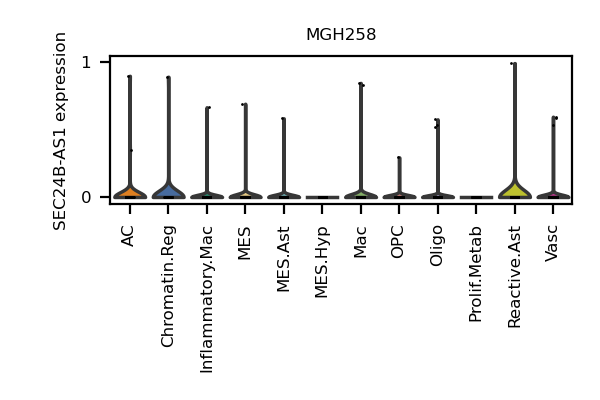 MGH258
SEC24B-AS1 expression
1
0
AC
Chromatin.Reg
Inflammatory.Mac
MES
MES.Ast
MES.Hyp
Mac
OPC
Oligo
Prolif.Metab
Reactive.Ast
Vasc